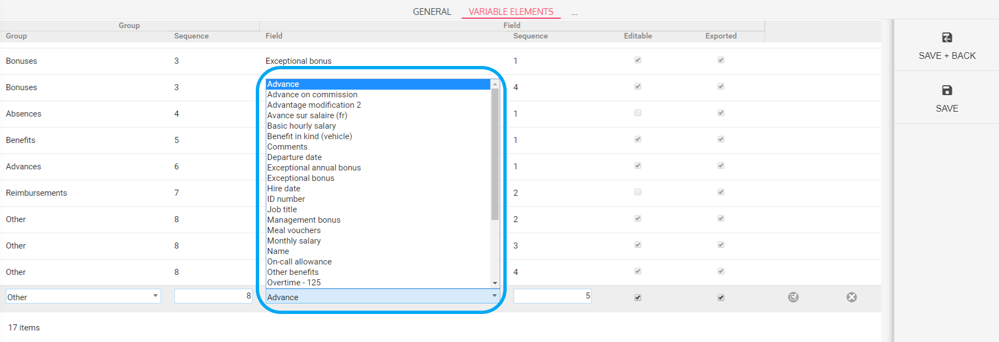 GENERAL VARIABLE ELEMENTS ...
Group Field
Group Sequence Field Sequence Editable Exported
SAVE + BACK
Bonuses 3 Exceptional bonus 1
Bonuses 3 4
Absences 4 1
Benefits 5 1
Advances 6 1
Reimbursements 7 2
Other 8 2
Other 8 3
Other 8 4
Advance
Advance on commission
Advantage modification 2
Avance sur salaire (fr)
Basic hourly salary
Benefit in kind (vehicle)
Comments
Departure date
Exceptional annual bonus
Exceptional bonus
Hire date
ID number
Job title
Management bonus
Meal vouchers
Monthly salary
Name
On-call allowance
Other benefits
Overtime - 125
Other 8 Advance 5
SAVE
17 items